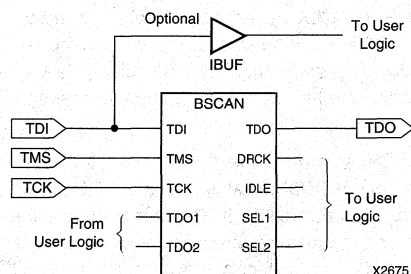 Optional
To User
Logic
IBUF
BSCAN
TDI
TDI
TDO
TDO
TMS
TMS
DRCK
TCK
TCK
IDLE
To User
Logic
From
User Logic
TDO1
SEL1
TDO2
SEL2
X2675